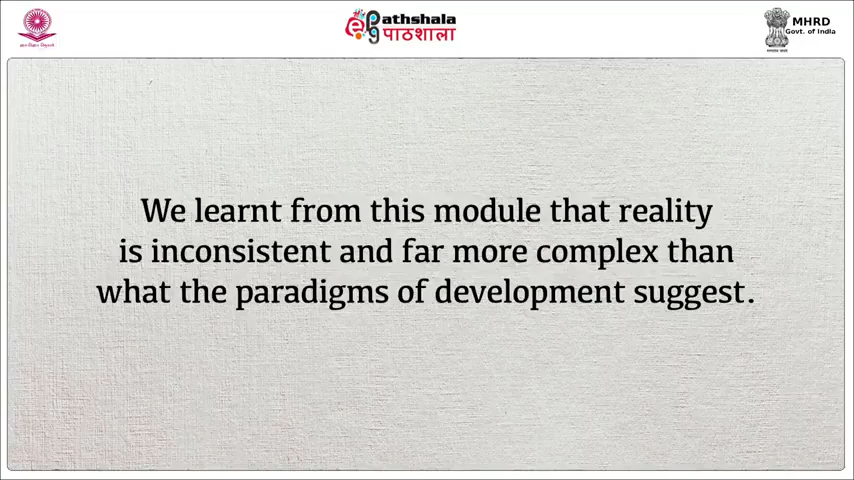 ePathshala
पाठशाला
MHRD
Govt. of India
We learnt from this module that reality
is inconsistent and far more complex than
what the paradigms of development suggest.